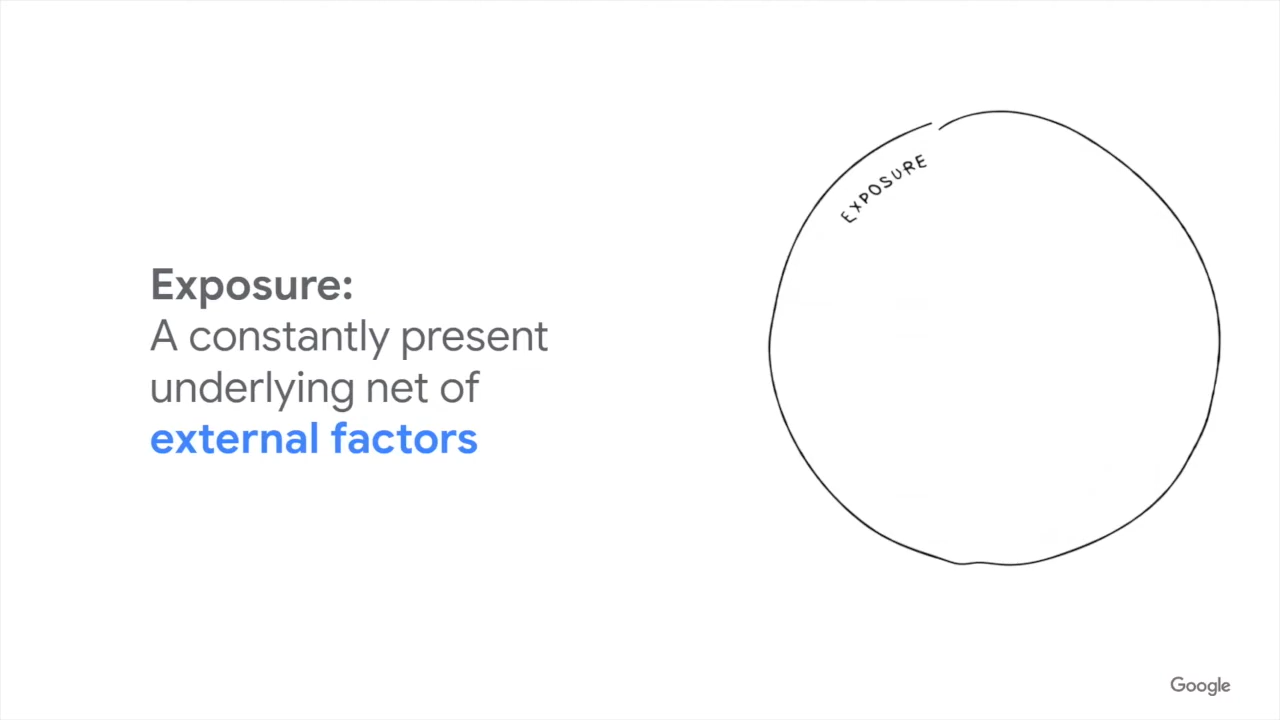 Exposure:
A constantly present
underlying net of
external factors
EXPOSURE
Google